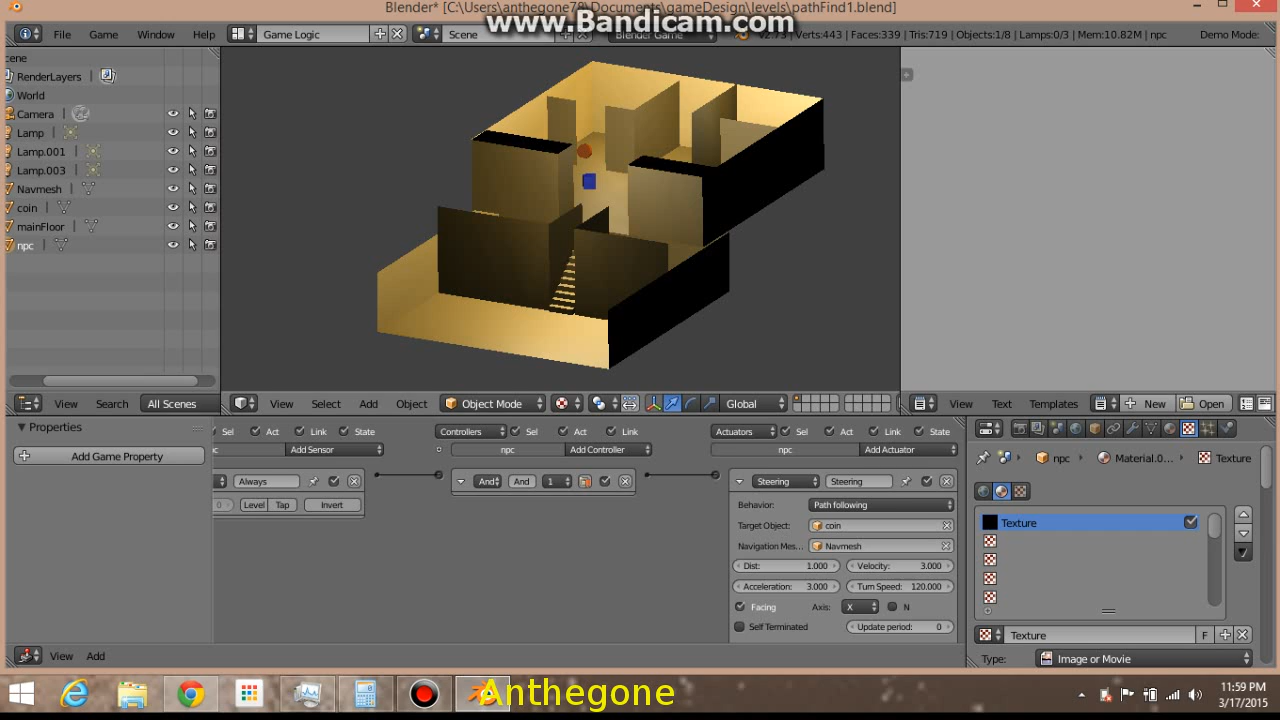 Blender* [C:\Users\anthegone78\Documents\gameDesign\levels\pathFind1.blend]
www.Bandicam.com
File Game Window Help Game Logic Scene Blender Game v2.73 | Verts:443 | Faces:339 | Tris:719 | Objects:1/8 | Lamps:0/3 | Mem:10.82M | npc Demo Mode:
cene
RenderLayers
World
Camera
Lamp
Lamp.001
Lamp.003
Navmesh
coin
mainFloor
npc
View Search All Scenes View Select Add Object Object Mode Global View Text Templates New Open
Properties
Add Game Property
Sel Act Link State
Add Sensor
Always
Level Tap Invert
Controllers Sel Act Link
npc Add Controller
And And 1
Actuators Sel Act Link State
npc Add Actuator
Steering Steering
Behavior: Path following
Target Object: coin
Navigation Mes... Navmesh
Dist: 1.000 Velocity: 3.000
Acceleration: 3.000 Turn Speed: 120.000
Facing Axis: X N
Self Terminated Update period: 0
npc Material.0... Texture
Texture
Texture F
Type: Image or Movie
View Add
Anthegone
11:59 PM
3/17/2015